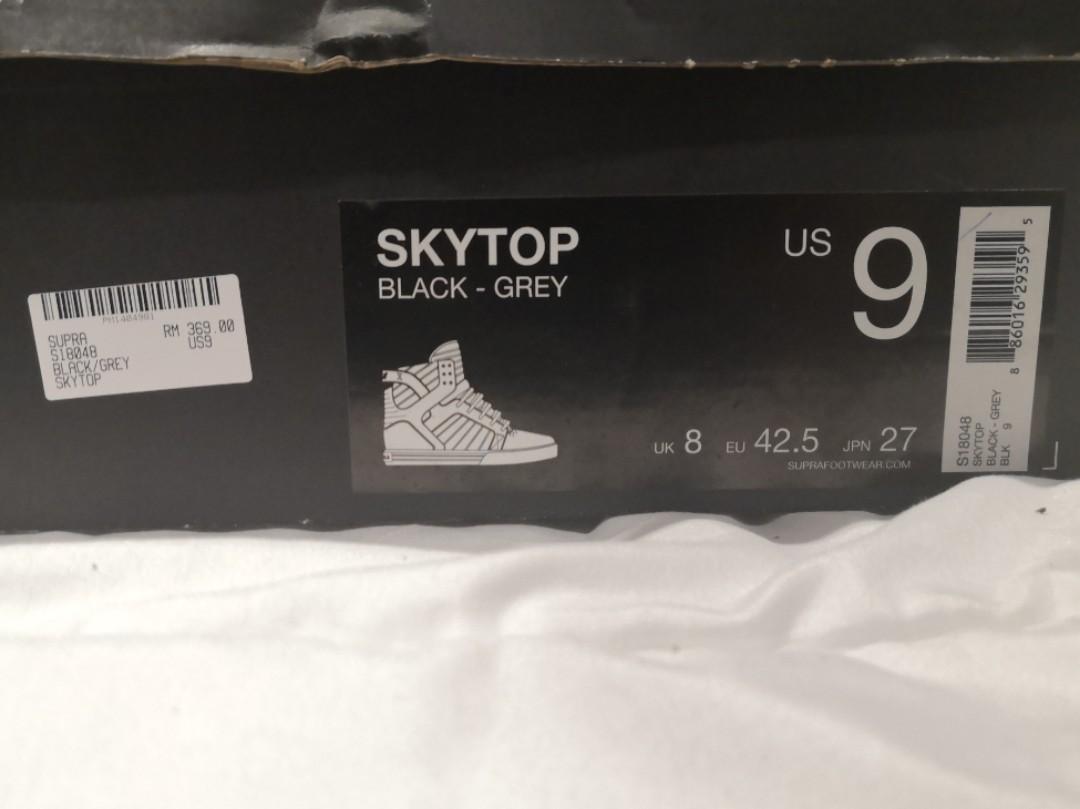 PM1404901
SUPRA RM 369.00
S18048 US9
BLACK/GREY
SKYTOP
SKYTOP
BLACK - GREY
US 9
UK 8 EU 42.5 JPN 27
SUPRAFOOTWEAR.COM
8 86016 29359 5
S18048
SKYTOP
BLACK - GREY
BLK 9